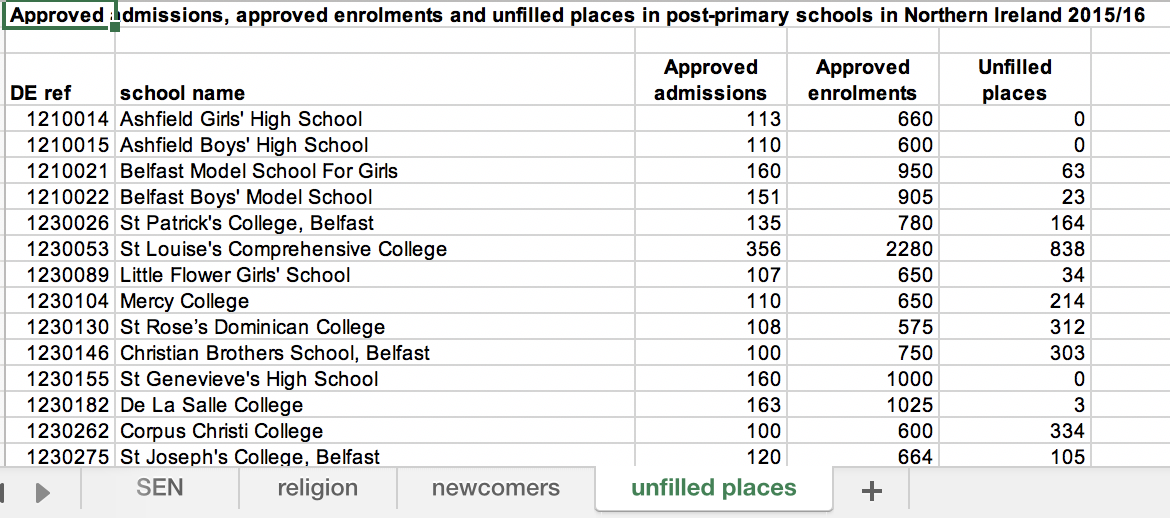 Approved admissions, approved enrolments and unfilled places in post-primary schools in Northern Ireland 2015/16
Approved Approved Unfilled
DE ref school name admissions enrolments places
1210014 Ashfield Girls' High School 113 660 0
1210015 Ashfield Boys' High School 110 600 0
1210021 Belfast Model School For Girls 160 950 63
1210022 Belfast Boys' Model School 151 905 23
1230026 St Patrick's College, Belfast 135 780 164
1230053 St Louise's Comprehensive College 356 2280 838
1230089 Little Flower Girls' School 107 650 34
1230104 Mercy College 110 650 214
1230130 St Rose's Dominican College 108 575 312
1230146 Christian Brothers School, Belfast 100 750 303
1230155 St Genevieve's High School 160 1000 0
1230182 De La Salle College 163 1025 3
1230262 Corpus Christi College 100 600 334
1230275 St Joseph's College, Belfast 120 664 105
SEN religion newcomers unfilled places +